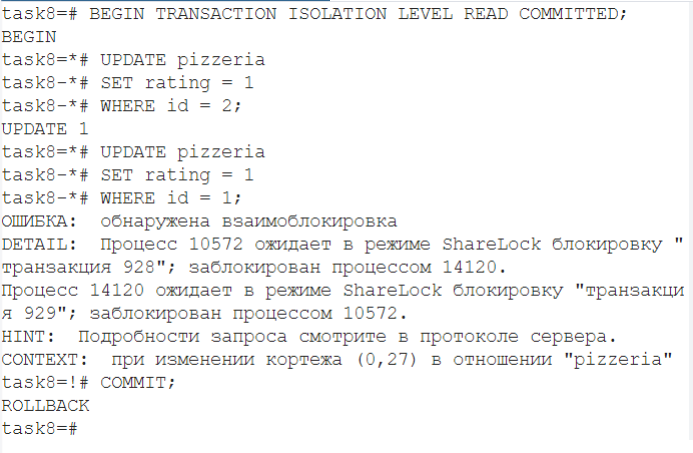 task8=# BEGIN TRANSACTION ISOLATION LEVEL READ COMMITTED;
BEGIN
task8=*# UPDATE pizzeria
task8-*# SET rating = 1
task8-*# WHERE id = 2;
UPDATE 1
task8=*# UPDATE pizzeria
task8-*# SET rating = 1
task8-*# WHERE id = 1;
ОШИБКА:  обнаружена взаимоблокировка
DETAIL:  Процесс 10572 ожидает в режиме ShareLock блокировку "
транзакция 928"; заблокирован процессом 14120.
Процесс 14120 ожидает в режиме ShareLock блокировку "транзакци
я 929"; заблокирован процессом 10572.
HINT:  Подробности запроса смотрите в протоколе сервера.
CONTEXT:  при изменении кортежа (0,27) в отношении "pizzeria"
task8=!# COMMIT;
ROLLBACK
task8=#